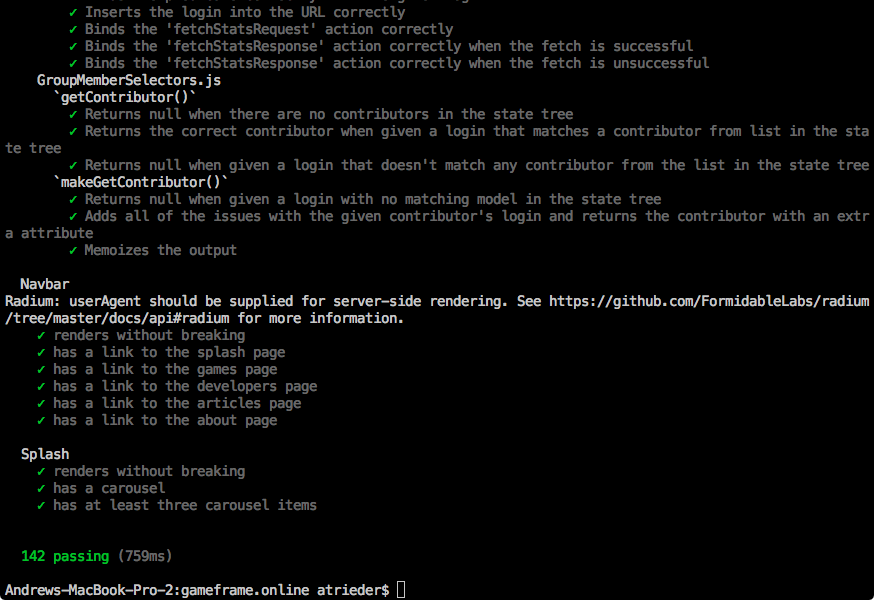 ✓ Inserts the login into the URL correctly
✓ Binds the 'fetchStatsRequest' action correctly
✓ Binds the 'fetchStatsResponse' action correctly when the fetch is successful
✓ Binds the 'fetchStatsResponse' action correctly when the fetch is unsuccessful
GroupMemberSelectors.js
`getContributor()`
✓ Returns null when there are no contributors in the state tree
✓ Returns the correct contributor when given a login that matches a contributor from list in the sta
te tree
✓ Returns null when given a login that doesn't match any contributor from the list in the state tree
`makeGetContributor()`
✓ Returns null when given a login with no matching model in the state tree
✓ Adds all of the issues with the given contributor's login and returns the contributor with an extr
a attribute
✓ Memoizes the output
Navbar
Radium: userAgent should be supplied for server-side rendering. See https://github.com/FormidableLabs/radium
/tree/master/docs/api#radium for more information.
✓ renders without breaking
✓ has a link to the splash page
✓ has a link to the games page
✓ has a link to the developers page
✓ has a link to the articles page
✓ has a link to the about page
Splash
✓ renders without breaking
✓ has a carousel
✓ has at least three carousel items
142 passing (759ms)
Andrews-MacBook-Pro-2:gameframe.online atrieder$